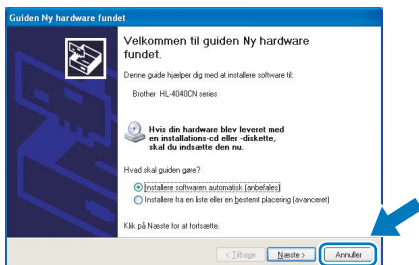 Guiden Ny hardware fundet
Velkommen til guiden Ny hardware
fundet.
Denne guide hjælper dig med at installere software til:
Brother HL-4040CN series
Hvis din hardware blev leveret med
en installations-cd eller -diskette,
skal du indsætte den nu.
Hvad skal guiden gøre?
Installere softwaren automatisk (anbefales)
Installere fra en liste eller en bestemt placering (avanceret)
Klik på Næste for at fortsætte.
< Tilbage
Næste >
Annuller